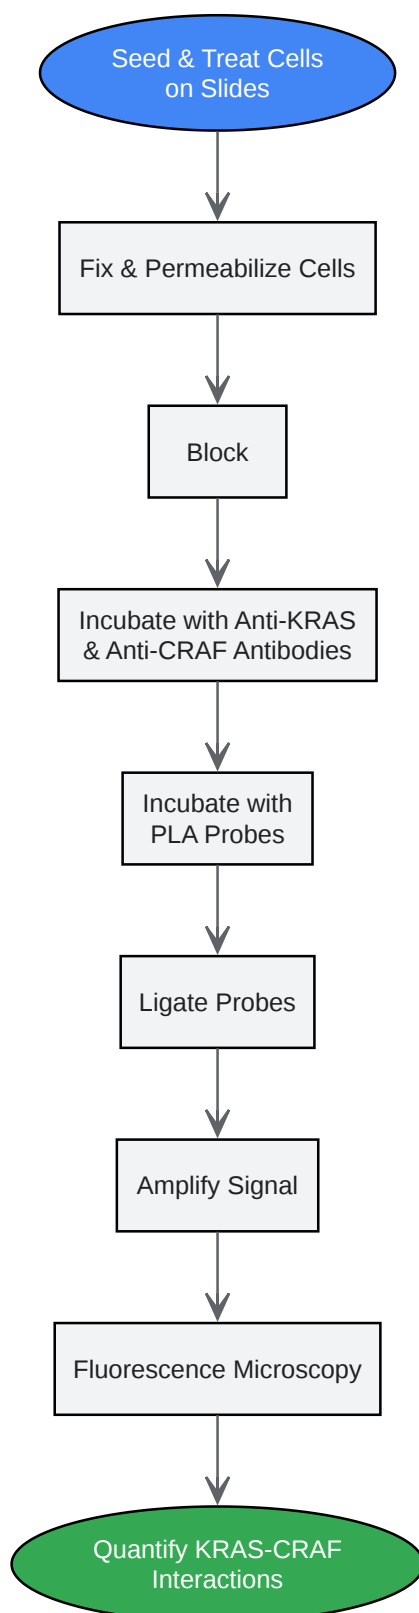 Seed & Treat Cells
on Slides
Fix & Permeabilize Cells
Block
Incubate with Anti-KRAS
& Anti-CRAF Antibodies
Incubate with
PLA Probes
Ligate Probes
Amplify Signal
Fluorescence Microscopy
Quantify KRAS-CRAF
Interactions